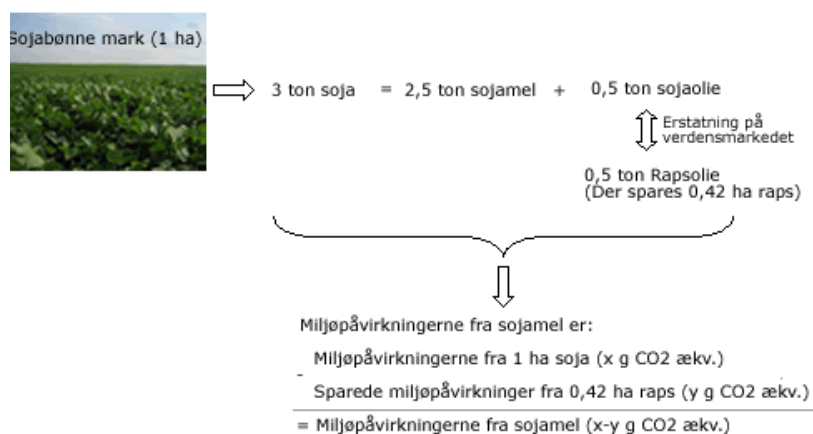 Sojabønne mark (1 ha)
3 ton soja = 2,5 ton sojamel + 0,5 ton sojaolie
Erstatning på
verdensmarkedet
0,5 ton Rapsolie
(Der spares 0,42 ha raps)
Miljøpåvirkningerne fra sojamel er:
Miljøpåvirkningerne fra 1 ha soja (x g CO2 ækv.)
-
Sparede miljøpåvirkninger fra 0,42 ha raps (y g CO2 ækv.)
= Miljøpåvirkningerne fra sojamel (x-y g CO2 ækv.)